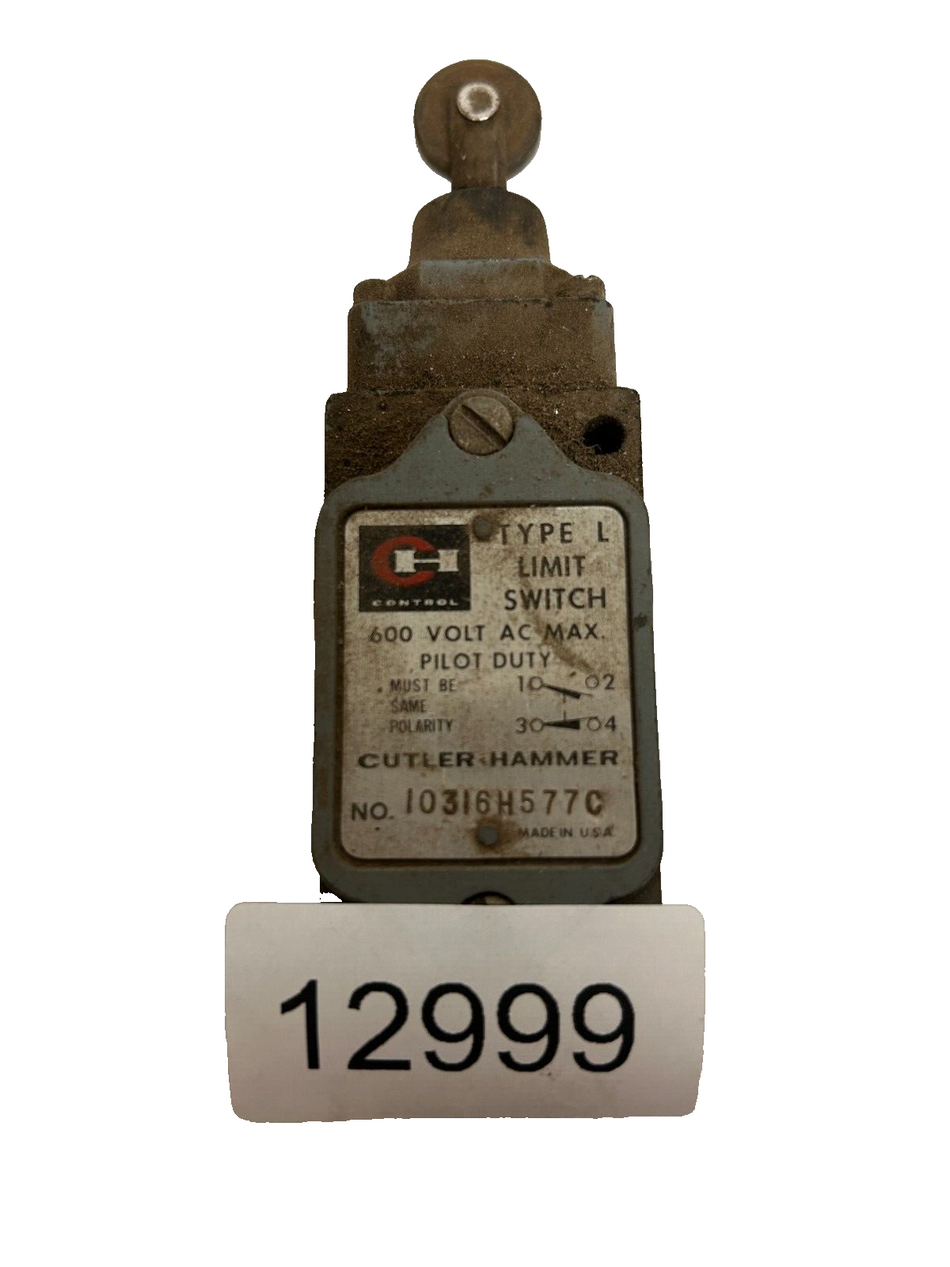 CH
CONTROL
TYPE L
LIMIT
SWITCH
600 VOLT AC MAX.
PILOT DUTY
MUST BE
SAME
POLARITY
1 2
3 4
CUTLER-HAMMER
NO. 10316H577C
MADE IN U.S.A.
12999